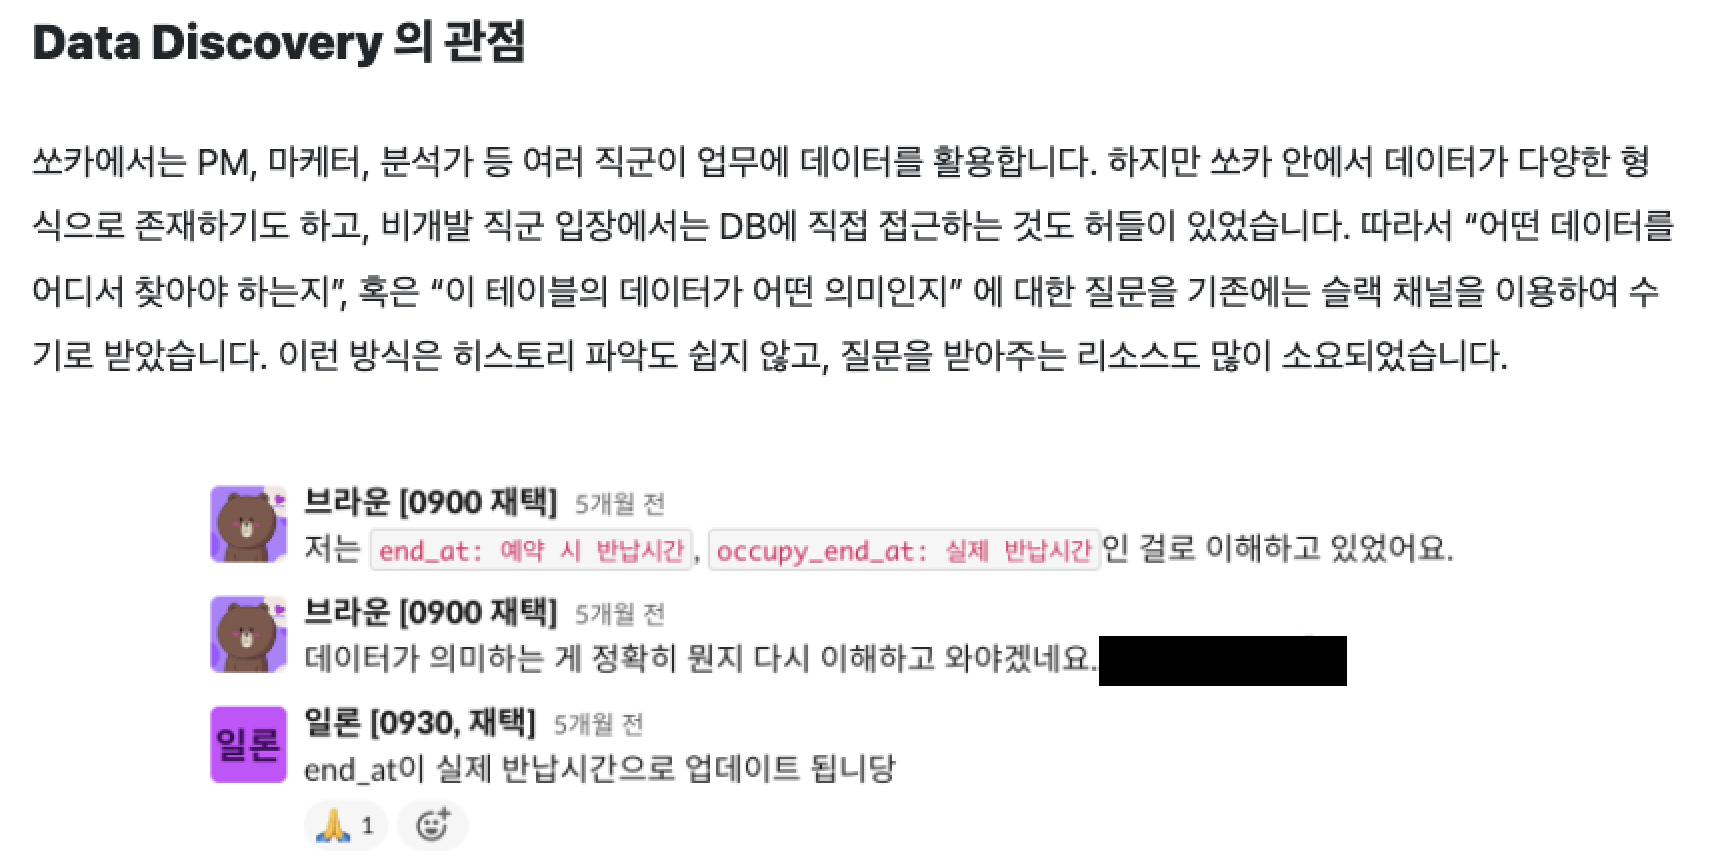 Data Discovery 의 관점
쏘카에서는 PM, 마케터, 분석가 등 여러 직군이 업무에 데이터를 활용합니다. 하지만 쏘카 안에서 데이터가 다양한 형
식으로 존재하기도 하고, 비개발 직군 입장에서는 DB에 직접 접근하는 것도 허들이 있었습니다. 따라서 “어떤 데이터를
어디서 찾아야 하는지”, 혹은 “이 테이블의 데이터가 어떤 의미인지” 에 대한 질문을 기존에는 슬랙 채널을 이용하여 수
기로 받았습니다. 이런 방식은 히스토리 파악도 쉽지 않고, 질문을 받아주는 리소스도 많이 소요되었습니다.
브라운 [0900 재택] 5개월 전
저는 end_at: 예약 시 반납시간, occupy_end_at: 실제 반납시간인 걸로 이해하고 있었어요.
브라운 [0900 재택] 5개월 전
데이터가 의미하는 게 정확히 뭔지 다시 이해하고 와야겠네요.
일론 [0930, 재택] 5개월 전
일론
end_at이 실제 반납시간으로 업데이트 됩니당
1